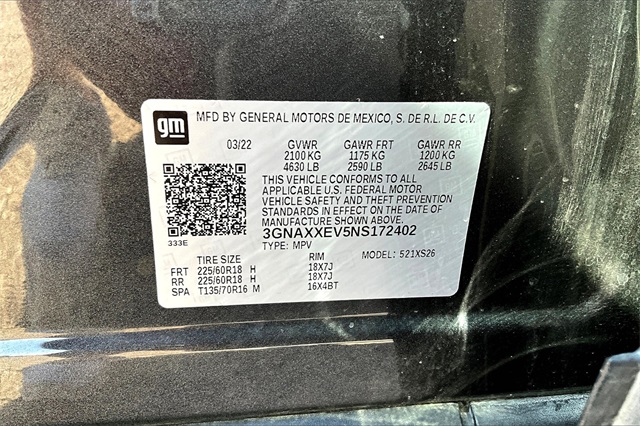 gm
MFD BY GENERAL MOTORS DE MEXICO, S. DE R.L. DE C.V.
03/22 GVWR GAWR FRT GAWR RR
2100 KG 1175 KG 1200 KG
4630 LB 2590 LB 2645 LB
THIS VEHICLE CONFORMS TO ALL
APPLICABLE U.S. FEDERAL MOTOR
VEHICLE SAFETY AND THEFT PREVENTION
STANDARDS IN EFFECT ON THE DATE OF
MANUFACTURE SHOWN ABOVE.
333E 3GNAXXEV5NS172402
TYPE: MPV MODEL: 521XS26
TIRE SIZE RIM
FRT 225/60R18 H 18X7J
RR 225/60R18 H 18X7J
SPA T135/70R16 M 16X4BT